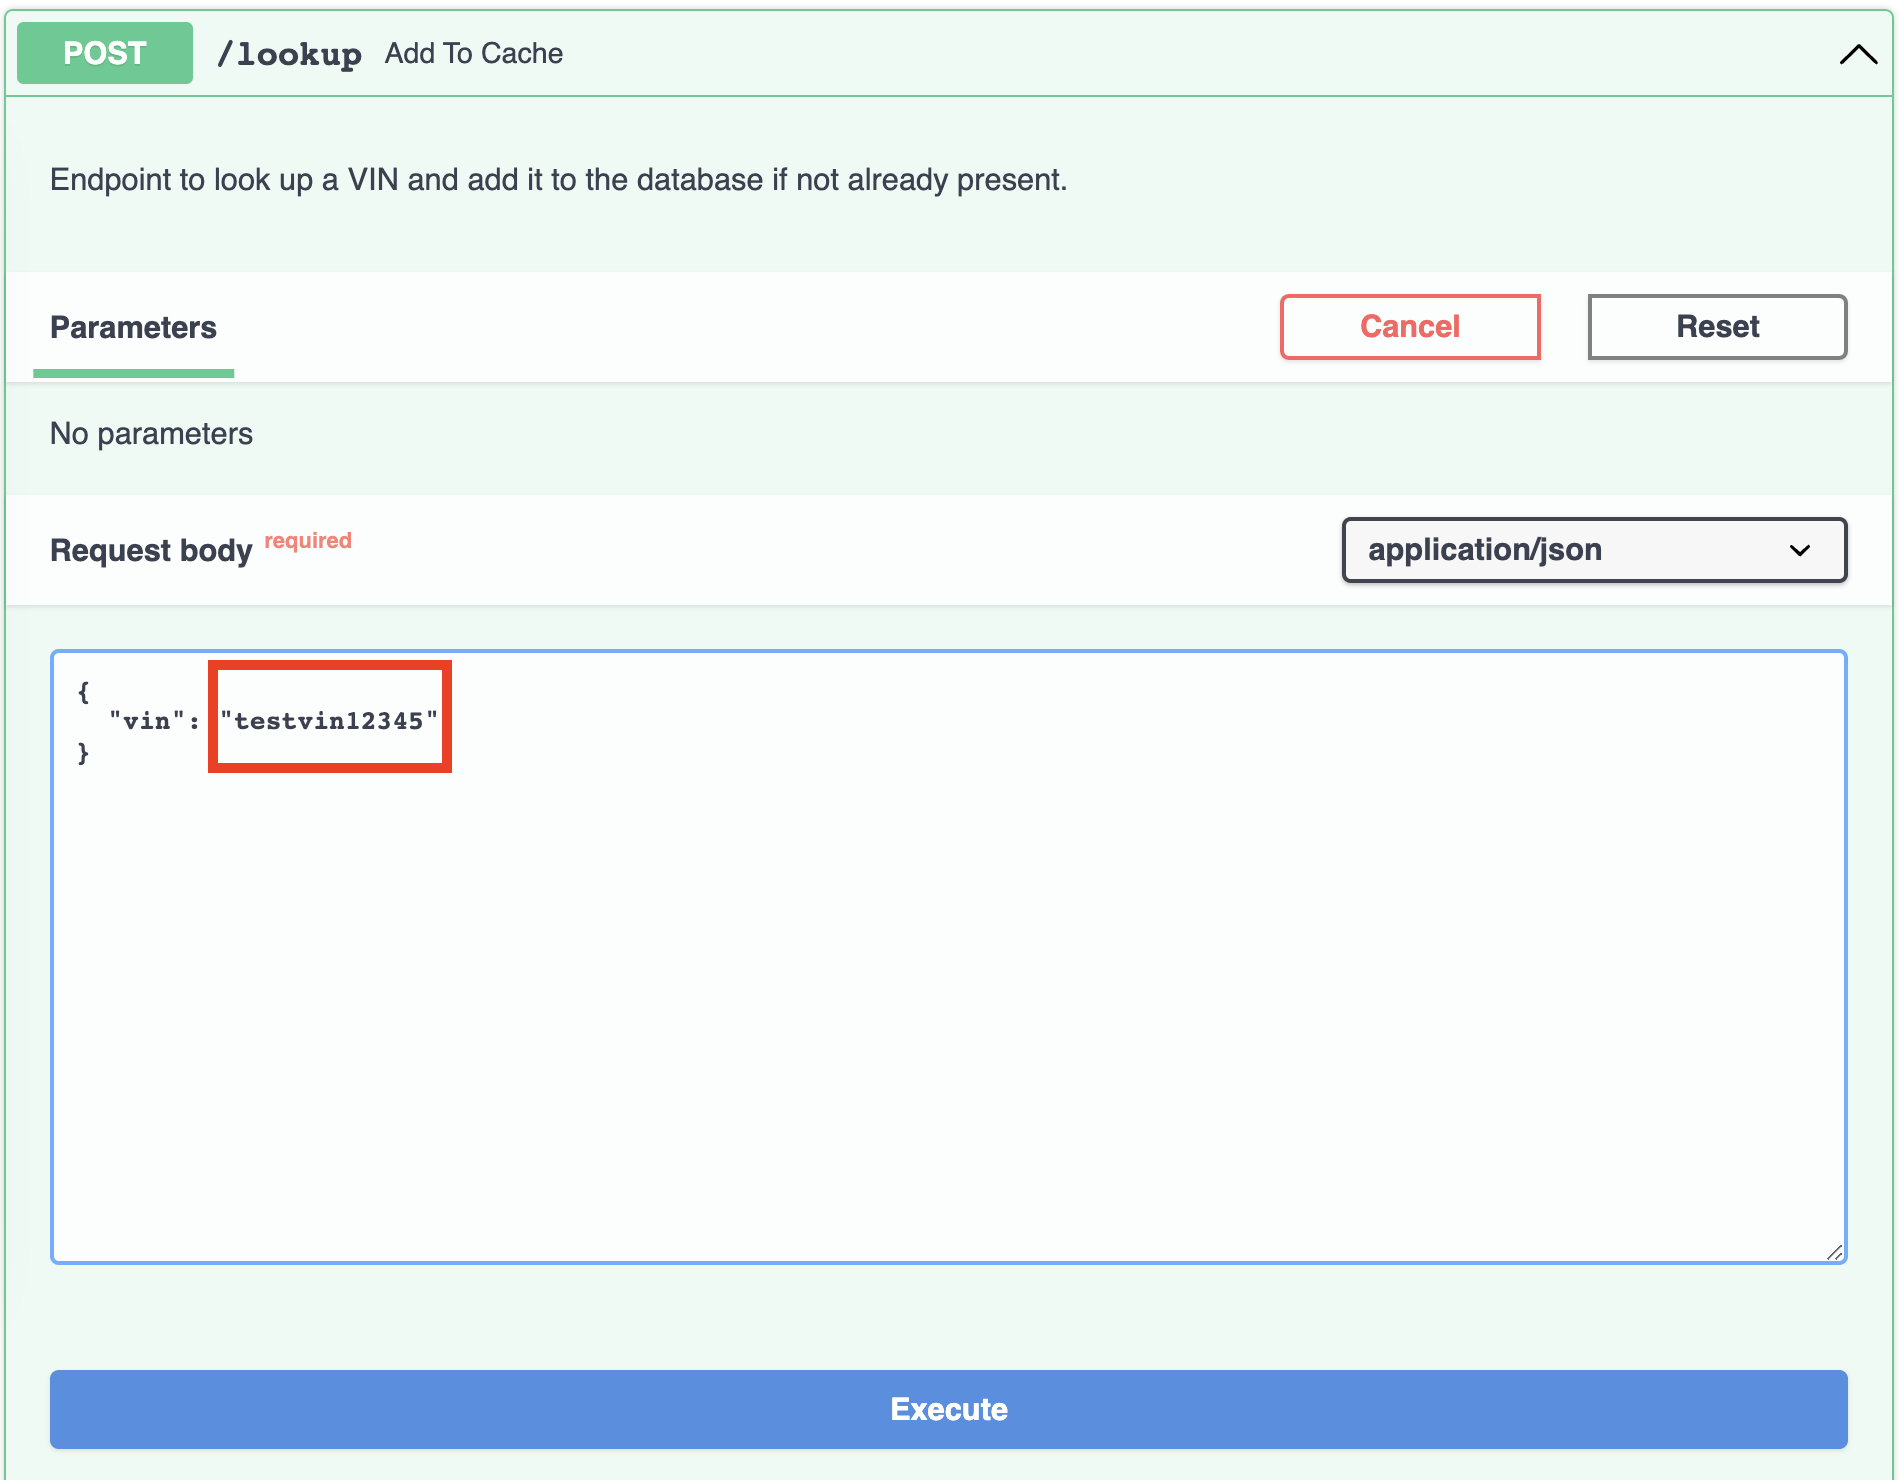 POST /lookup Add To Cache
Endpoint to look up a VIN and add it to the database if not already present.
Parameters
Cancel
Reset
No parameters
Request body required
application/json
{
  "vin": "testvin12345"
}
Execute